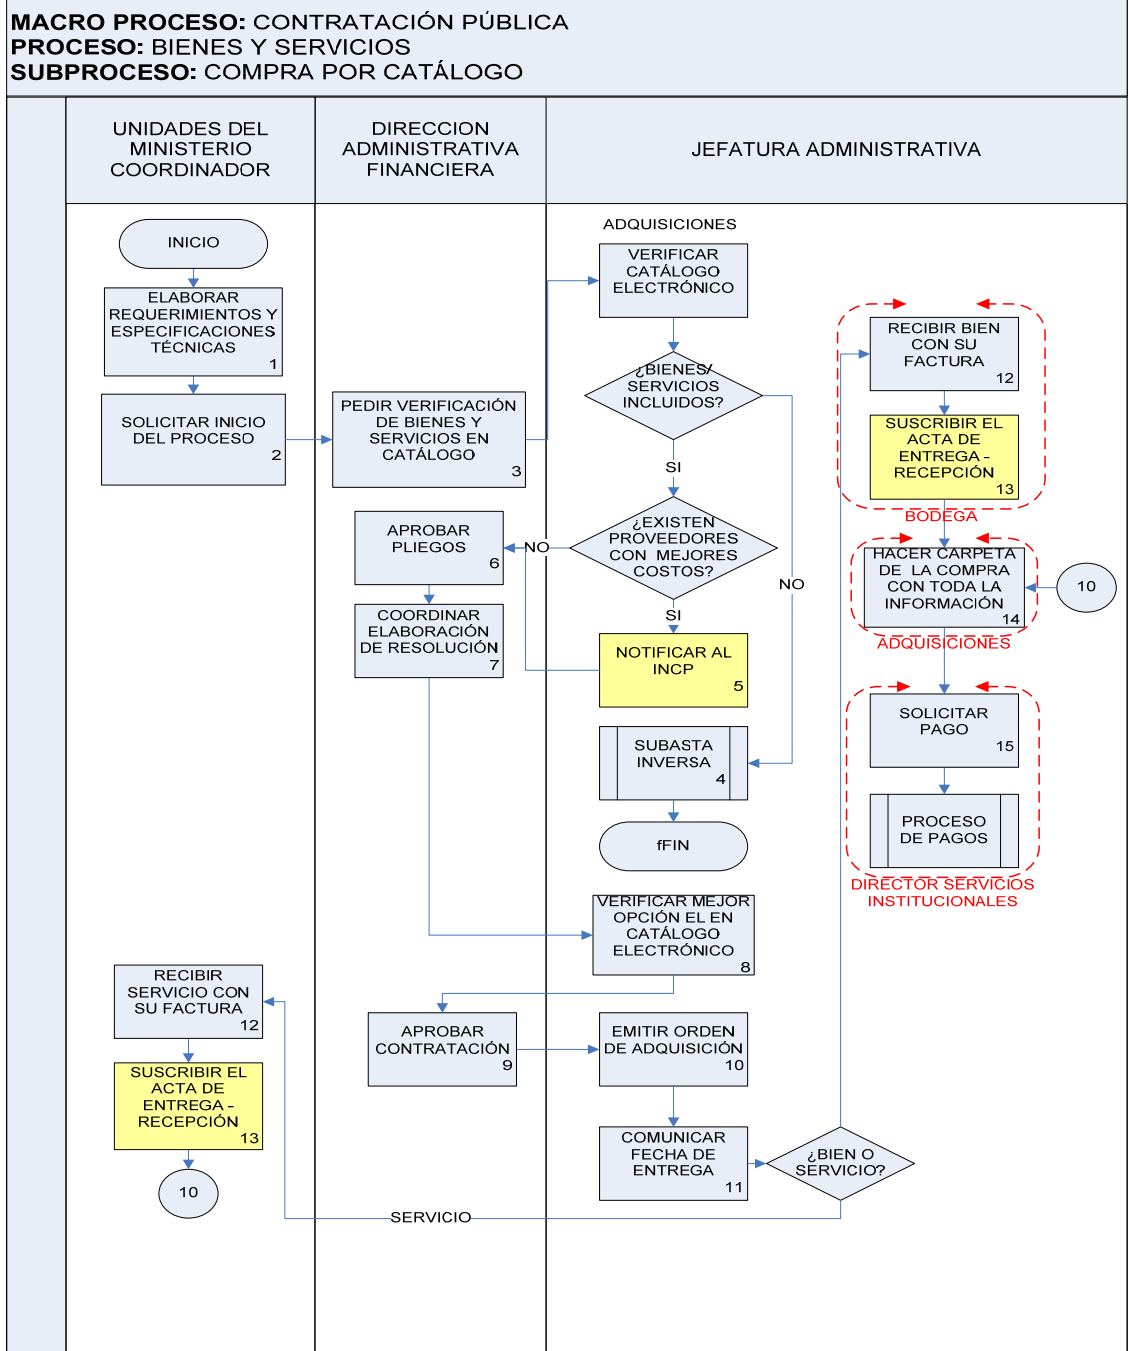 MACRO PROCESO: CONTRATACIÓN PÚBLICA
PROCESO: BIENES Y SERVICIOS
SUBPROCESO: COMPRA POR CATÁLOGO
UNIDADES DEL
MINISTERIO
COORDINADOR
DIRECCION
ADMINISTRATIVA
FINANCIERA
JEFATURA ADMINISTRATIVA
INICIO
ELABORAR
REQUERIMIENTOS Y
ESPECIFICACIONES
TÉCNICAS
1
SOLICITAR INICIO
DEL PROCESO
2
PEDIR VERIFICACIÓN
DE BIENES Y
SERVICIOS EN
CATÁLOGO
3
ADQUISICIONES
VERIFICAR
CATÁLOGO
ELECTRÓNICO
¿BIENES/
SERVICIOS
INCLUIDOS?
SI
NO
¿EXISTEN
PROVEEDORES
CON MEJORES
COSTOS?
NO
SI
APROBAR
PLIEGOS
6
COORDINAR
ELABORACIÓN
DE RESOLUCIÓN
7
NOTIFICAR AL
INCP
5
SUBASTA
INVERSA
4
fFIN
VERIFICAR MEJOR
OPCIÓN EL EN
CATÁLOGO
ELECTRÓNICO
8
APROBAR
CONTRATACIÓN
9
EMITIR ORDEN
DE ADQUISICIÓN
10
COMUNICAR
FECHA DE
ENTREGA
11
¿BIEN O
SERVICIO?
SERVICIO
RECIBIR
SERVICIO CON
SU FACTURA
12
SUSCRIBIR EL
ACTA DE
ENTREGA -
RECEPCIÓN
13
10
RECIBIR BIEN
CON SU
FACTURA
12
SUSCRIBIR EL
ACTA DE
ENTREGA -
RECEPCIÓN
13
BODEGA
HACER CARPETA
DE LA COMPRA
CON TODA LA
INFORMACIÓN
14
10
ADQUISICIONES
SOLICITAR
PAGO
15
PROCESO
DE PAGOS
DIRECTOR SERVICIOS
INSTITUCIONALES